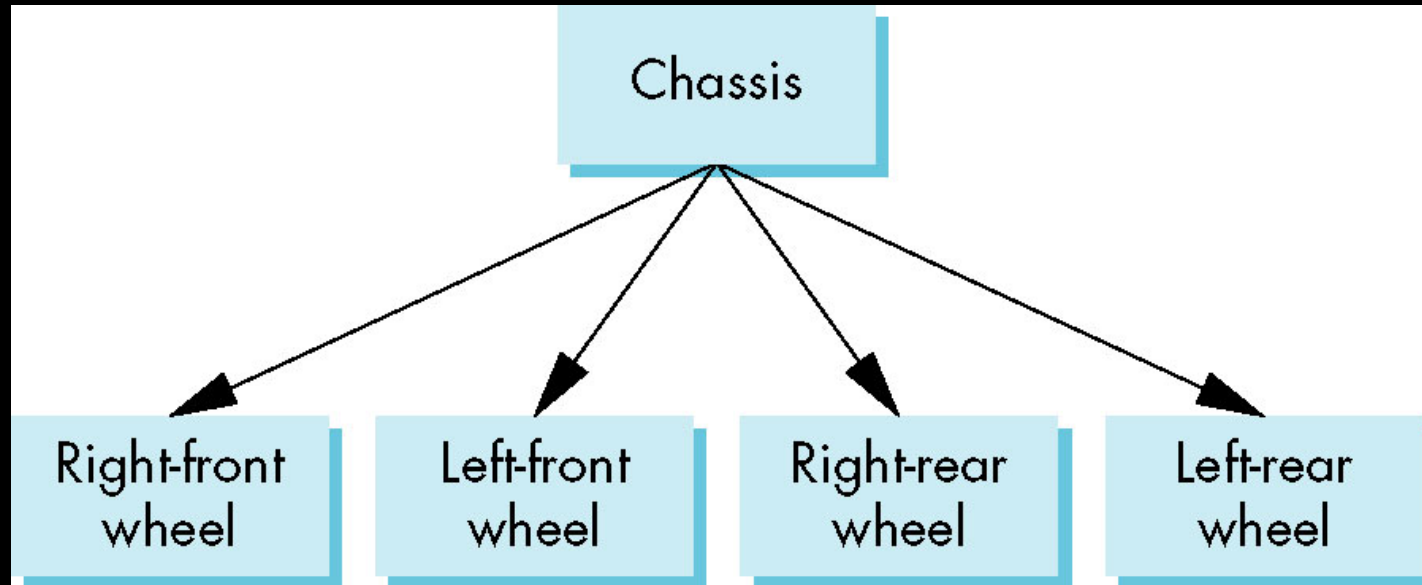 Chassis
Right-front
wheel
Left-front
wheel
Right-rear
wheel
Left-rear
wheel